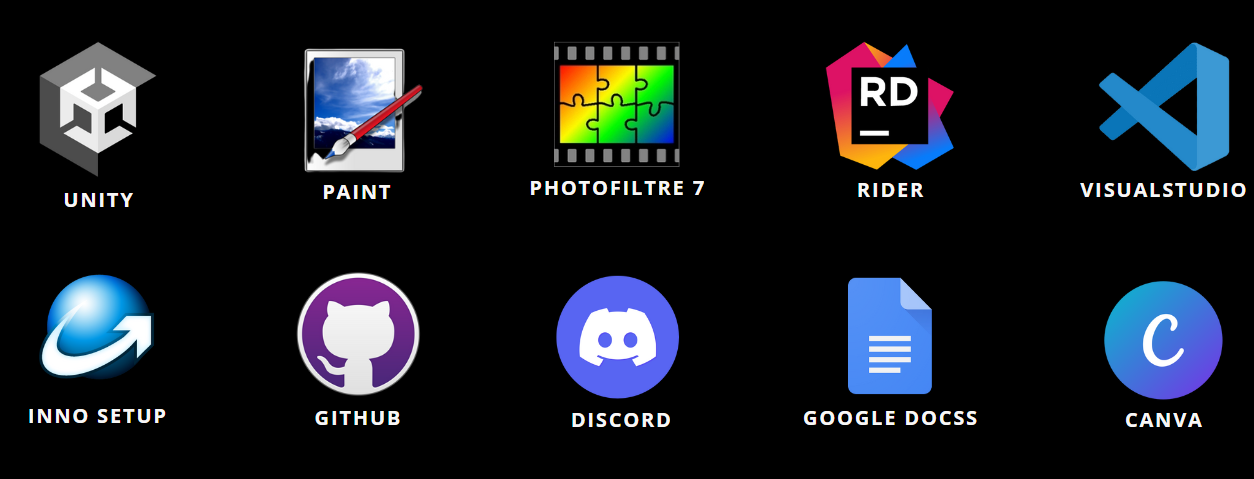 RD
UNITY
PAINT
PHOTOFILTRE 7
RIDER
VISUALSTUDIO
C
INNO SETUP
GITHUB
DISCORD
GOOGLE DOCSS
CANVA